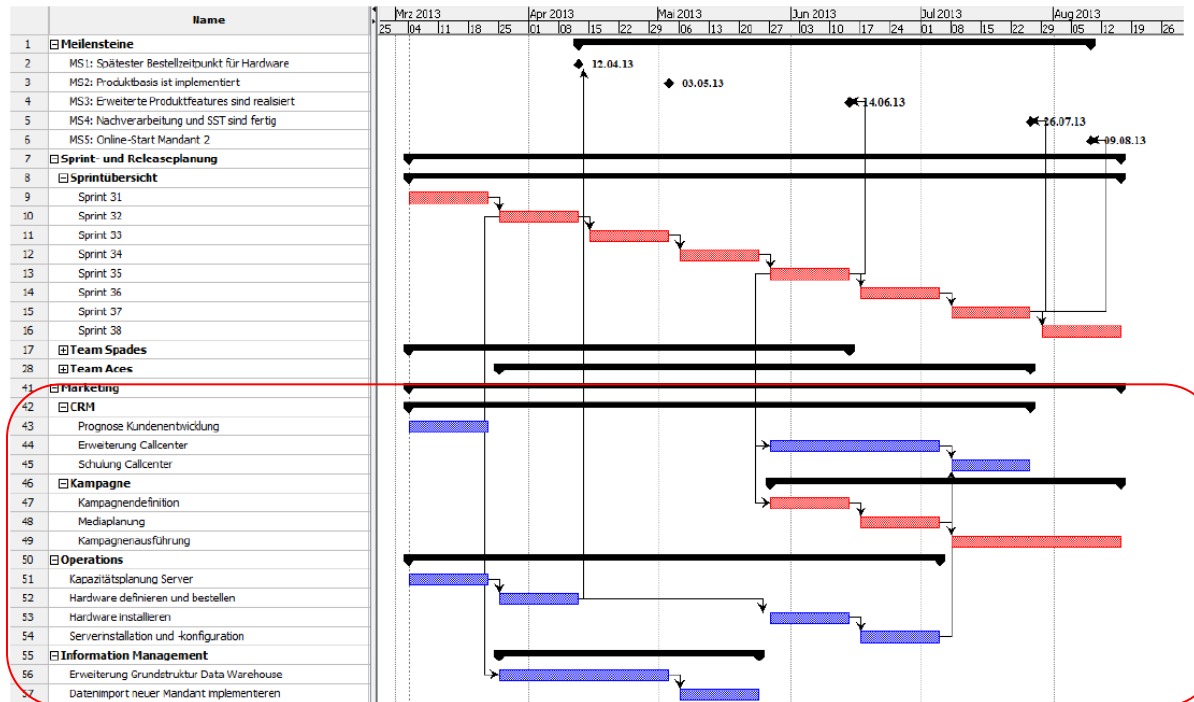 Name
Mrz 2013 Apr 2013 Mai 2013 Jun 2013 Jul 2013 Aug 2013
25 04 11 18 25 01 08 15 22 29 06 13 20 27 03 10 17 24 01 08 15 22 29 05 12 19 26
1 Meilensteine
2 MS1: Spätester Bestellzeitpunkt für Hardware 12.04.13
3 MS2: Produktbasis ist implementiert 03.05.13
4 MS3: Erweiterte Produktfeatures sind realisiert 14.06.13
5 MS4: Nachverarbeitung und SST sind fertig 26.07.13
6 MS5: Online-Start Mandant 2 09.08.13
7 Sprint- und Releaseplanung
8 Sprintübersicht
9 Sprint 31
10 Sprint 32
11 Sprint 33
12 Sprint 34
13 Sprint 35
14 Sprint 36
15 Sprint 37
16 Sprint 38
17 Team Spades
28 Team Aces
41 Marketing
42 CRM
43 Prognose Kundenentwicklung
44 Erweiterung Callcenter
45 Schulung Callcenter
46 Kampagne
47 Kampagnendefinition
48 Mediaplanung
49 Kampagnenausführung
50 Operations
51 Kapazitätsplanung Server
52 Hardware definieren und bestellen
53 Hardware installieren
54 Serverinstallation und -konfiguration
55 Information Management
56 Erweiterung Grundstruktur Data Warehouse
57 Datenimport neuer Mandant implementieren